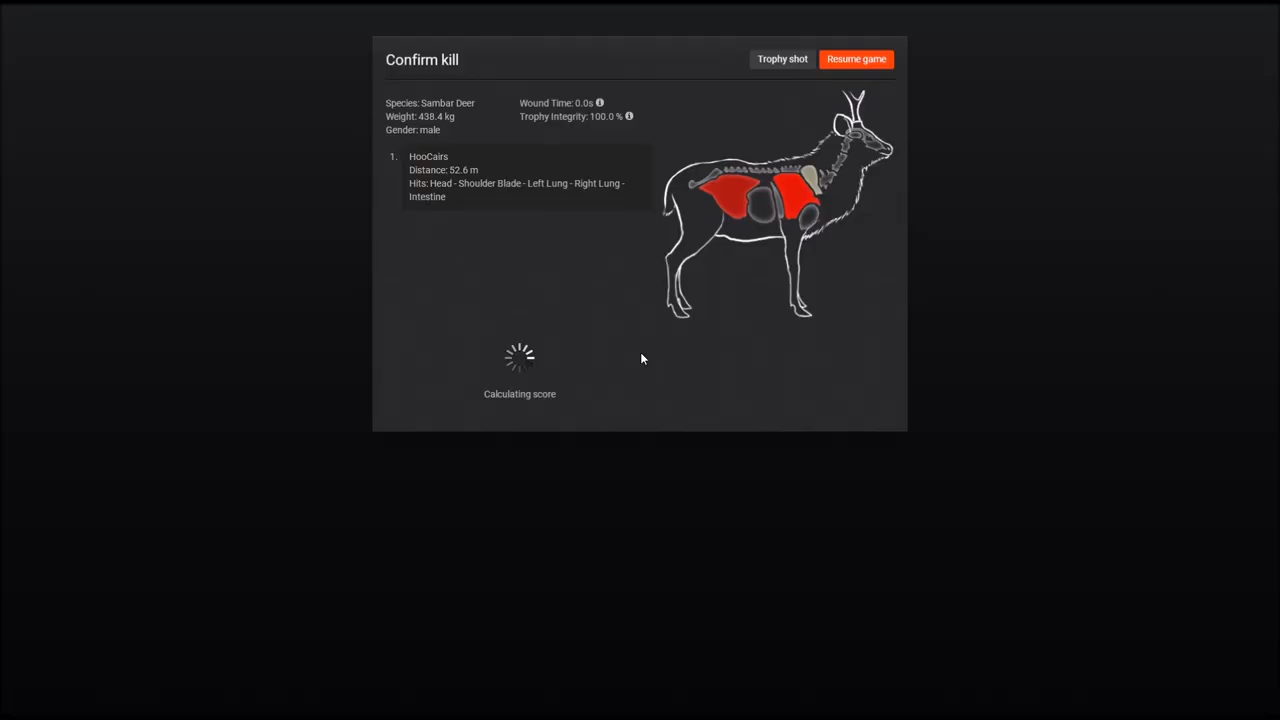 Confirm kill
Trophy shot
Resume game
Species: Sambar Deer
Weight: 438.4 kg
Gender: male
Wound Time: 0.0s
Trophy Integrity: 100.0 %
1.
HooCairs
Distance: 52.6 m
Hits: Head - Shoulder Blade - Left Lung - Right Lung -
Intestine
Calculating score